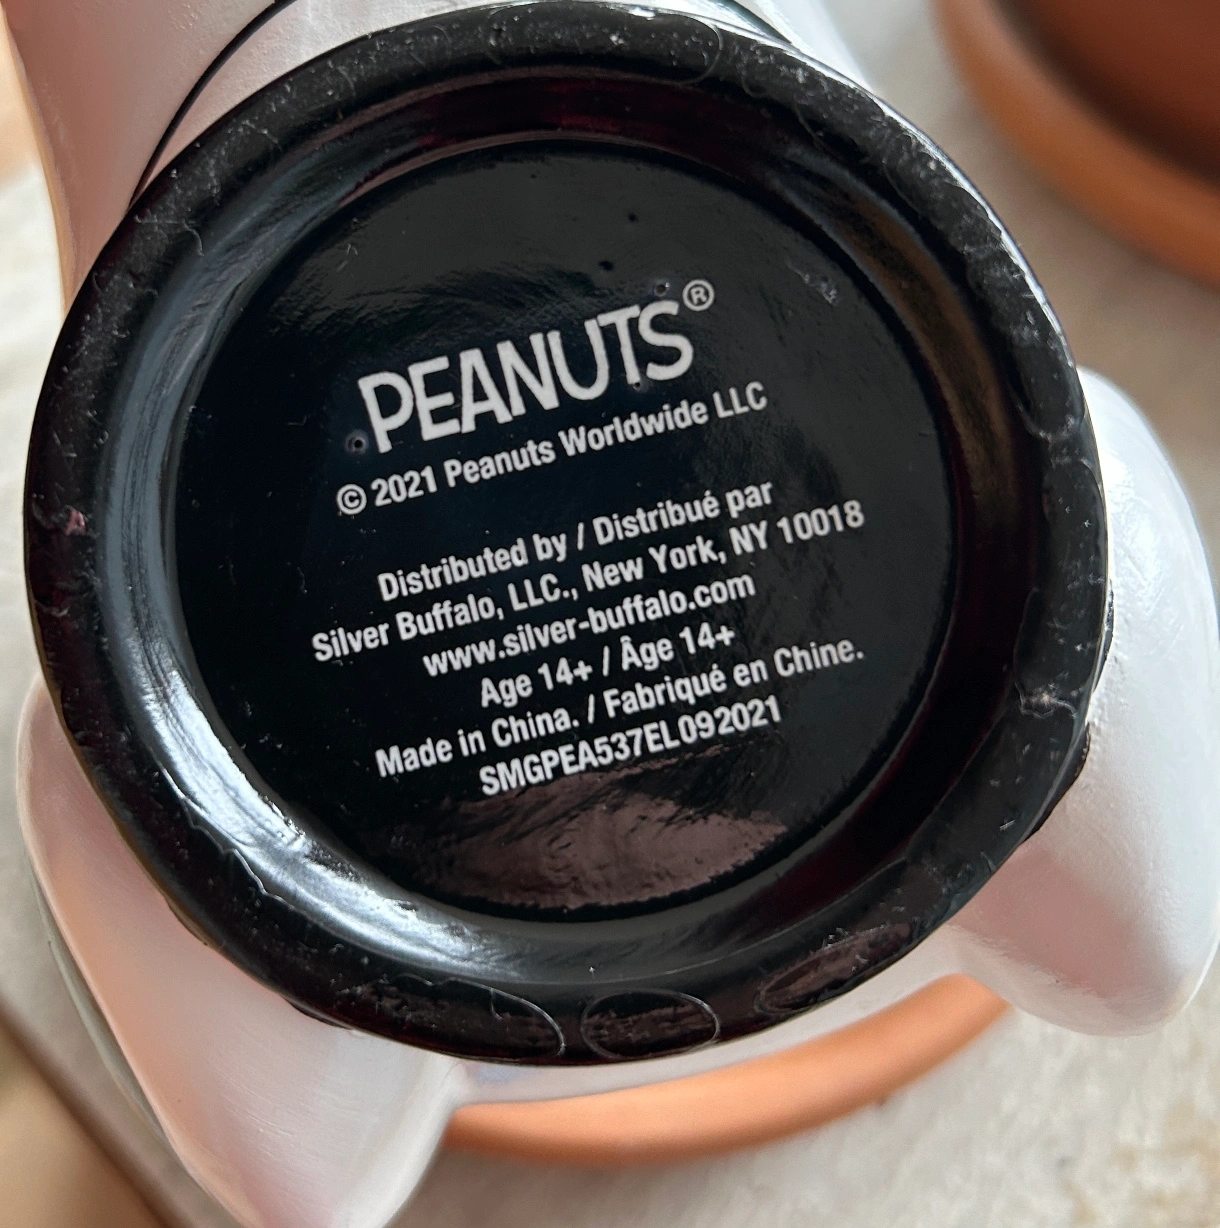 PEANUTS®
© 2021 Peanuts Worldwide LLC
Distributed by / Distribué par
Silver Buffalo, LLC., New York, NY 10018
www.silver-buffalo.com
Age 14+ / Âge 14+
Made in China. / Fabriqué en Chine.
SMGPEA537EL092021